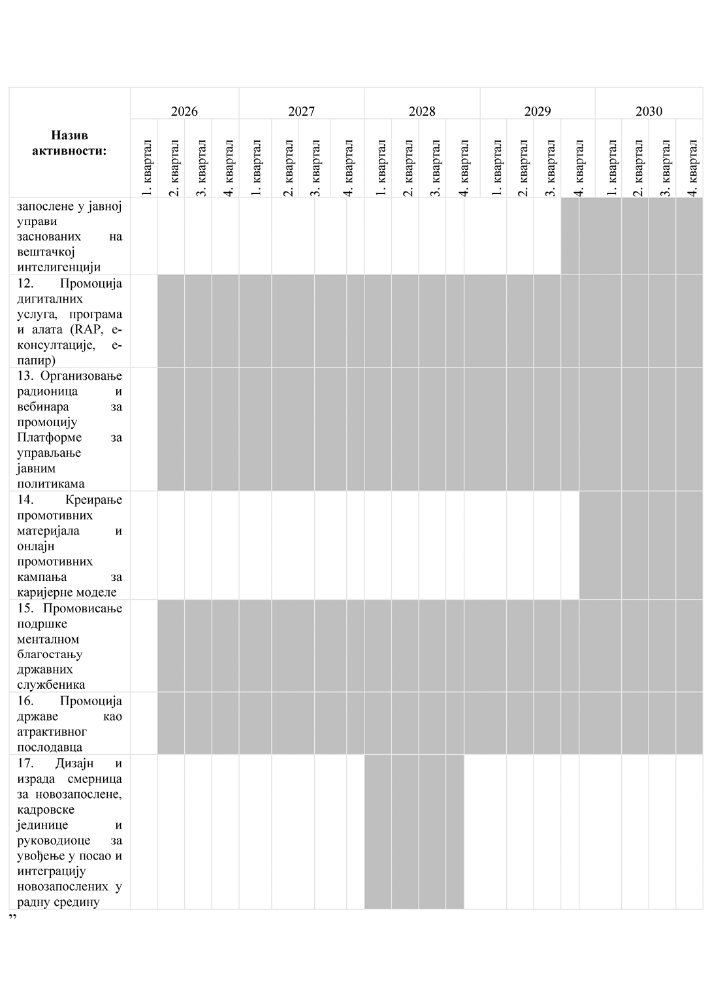 Назив
активности:
2026
2027
2028
2029
2030
1. квартал
2. квартал
3. квартал
4. квартал
1. квартал
2. квартал
3. квартал
4. квартал
1. квартал
2. квартал
3. квартал
4. квартал
1. квартал
2. квартал
3. квартал
4. квартал
1. квартал
2. квартал
3. квартал
4. квартал
запослене у јавној
управи
заснованих на
вештачкој
интелигенцији
12. Промоција
дигиталних
услуга, програма
и алата (RAP, е-
консултације, е-
папир)
13. Организовање
радионица и
вебинара за
промоцију
Платформе за
управљање
јавним
политикама
14. Креирање
промотивних
материјала и
онлајн
промотивних
кампања за
каријерне моделе
15. Промовисање
подршке
менталном
благостању
државних
службеника
16. Промоција
државе као
атрактивног
послодавца
17. Дизајн и
израда смерница
за новозапослене,
кадровске
јединице и
руководиоце за
увођење у посао и
интеграцију
новозапослених у
радну средину
”